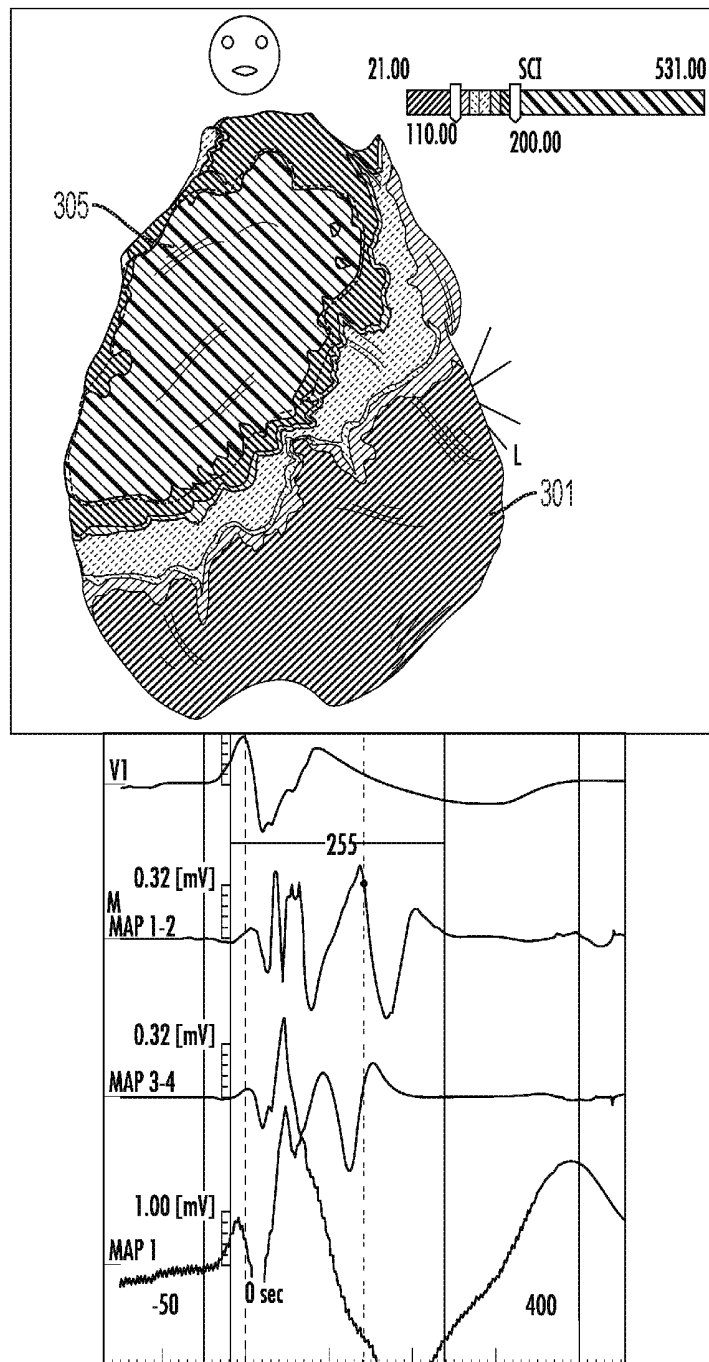 21.00 SCI 531.00
110.00 200.00
305
L
301
V1
255
0.32 [mV]
M
MAP 1-2
0.32 [mV]
MAP 3-4
1.00 [mV]
MAP 1
-50 0 sec 400